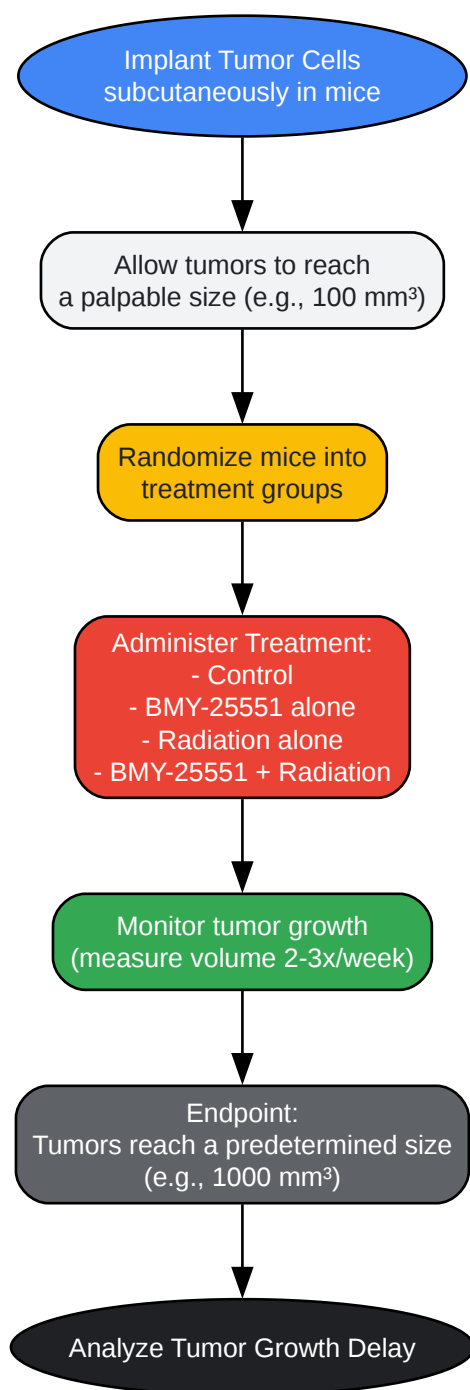 Implant Tumor Cells
subcutaneously in mice
Allow tumors to reach
a palpable size (e.g., 100 mm³)
Randomize mice into
treatment groups
Administer Treatment:
- Control
- BMY-25551 alone
- Radiation alone
- BMY-25551 + Radiation
Monitor tumor growth
(measure volume 2-3x/week)
Endpoint:
Tumors reach a predetermined size
(e.g., 1000 mm³)
Analyze Tumor Growth Delay